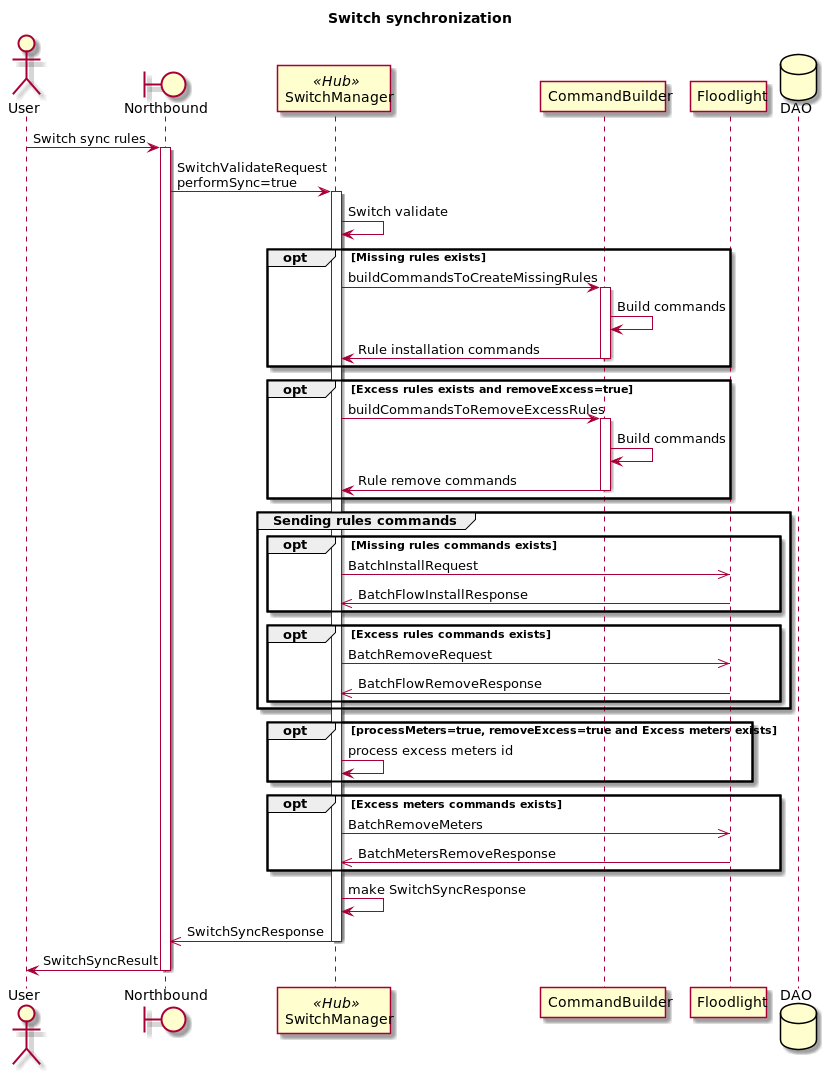 Switch synchronization
User
Northbound
«Hub»
SwitchManager
CommandBuilder
Floodlight
DAO
Switch sync rules
SwitchValidateRequest
performSync=true
Switch validate
opt [Missing rules exists]
buildCommandsToCreateMissingRules
Build commands
Rule installation commands
opt [Excess rules exists and removeExcess=true]
buildCommandsToRemoveExcessRules
Build commands
Rule remove commands
Sending rules commands
opt [Missing rules commands exists]
BatchInstallRequest
BatchFlowInstallResponse
opt [Excess rules commands exists]
BatchRemoveRequest
BatchFlowRemoveResponse
opt [processMeters=true, removeExcess=true and Excess meters exists]
process excess meters id
opt [Excess meters commands exists]
BatchRemoveMeters
BatchMetersRemoveResponse
make SwitchSyncResponse
SwitchSyncResponse
SwitchSyncResult
User
Northbound
«Hub»
SwitchManager
CommandBuilder
Floodlight
DAO